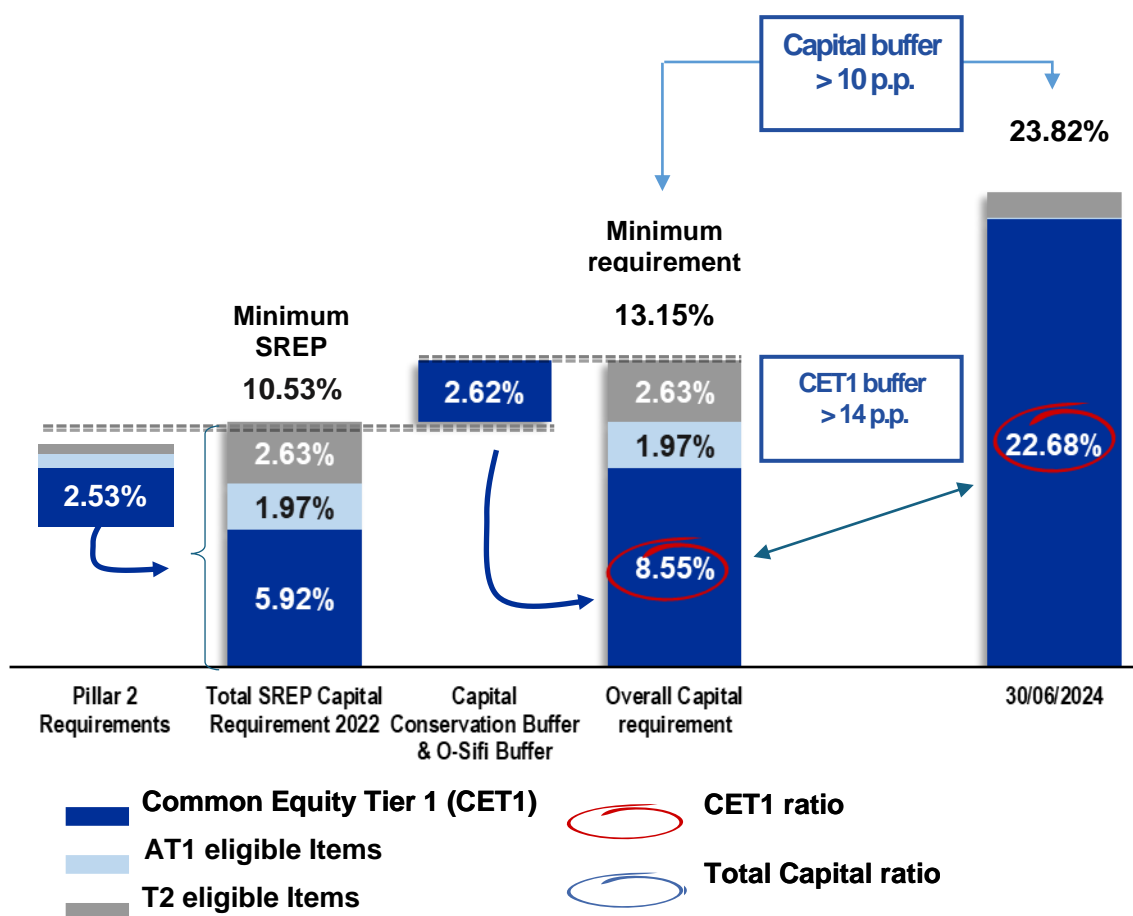 Capital buffer
> 10 p.p.
23.82%
Minimum
requirement
13.15%
Minimum
SREP
10.53%
2.62%
2.63%
CET1 buffer
> 14 p.p.
22.68%
2.63%
1.97%
2.53%
1.97%
8.55%
5.92%
Pillar 2
Requirements
Total SREP Capital
Requirement 2022
Capital
Conservation Buffer
& O-Sifi Buffer
Overall Capital
requirement
30/06/2024
Common Equity Tier 1 (CET1)
AT1 eligible Items
T2 eligible Items
CET1 ratio
Total Capital ratio